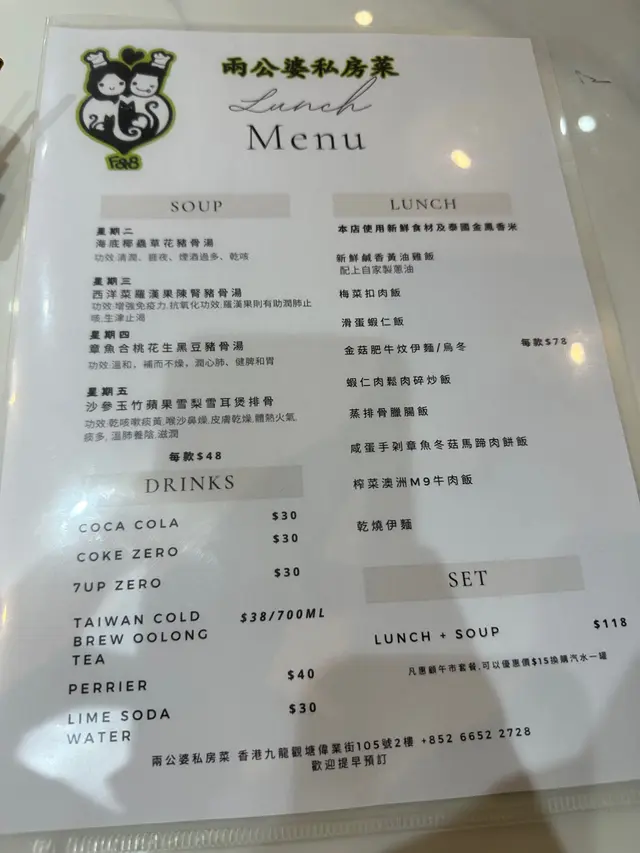 兩公婆私房菜
Lunch
Menu
F&B
SOUP
星期二
海底椰蟲草花豬骨湯
功效:清潤、捱夜、煙酒過多、乾咳
星期三
西洋菜羅漢果陳腎豬骨湯
功效:增強免疫力,抗氧化功效,羅漢果則有助潤肺止
咳,生津止湯
星期四
章魚合桃花生黑豆豬骨湯
功效:溫和，補而不燥，潤心肺、健脾和胃
星期五
沙參玉竹蘋果雪梨雪耳煲排骨
功效:乾咳嗽痰黃,喉沙鼻燥,皮膚乾燥,體熱火氣,
痰多, 溫肺養陰,滋潤
每款$48
DRINKS
COCA COLA $30
COKE ZERO $30
7UP ZERO $30
TAIWAN COLD $38/700ML
BREW OOLONG
TEA
PERRIER $40
LIME SODA $30
WATER
LUNCH
本店使用新鮮食材及泰國金鳳香米
新鮮鹹香黃油雞飯
配上自家製蔥油
梅菜扣肉飯
滑蛋蝦仁飯
金菇肥牛炆伊麵/烏冬 每款$78
蝦仁肉鬆肉碎炒飯
蒸排骨臘腸飯
咸蛋手剁章魚冬菇馬蹄肉餅飯
榨菜澳洲M9牛肉飯
乾燒伊麵
SET
LUNCH + SOUP $118
凡惠顧午市套餐,可以優惠價$15換購汽水一罐
兩公婆私房菜 香港九龍觀塘偉業街105號2樓 +852 6652 2728
歡迎提早預訂